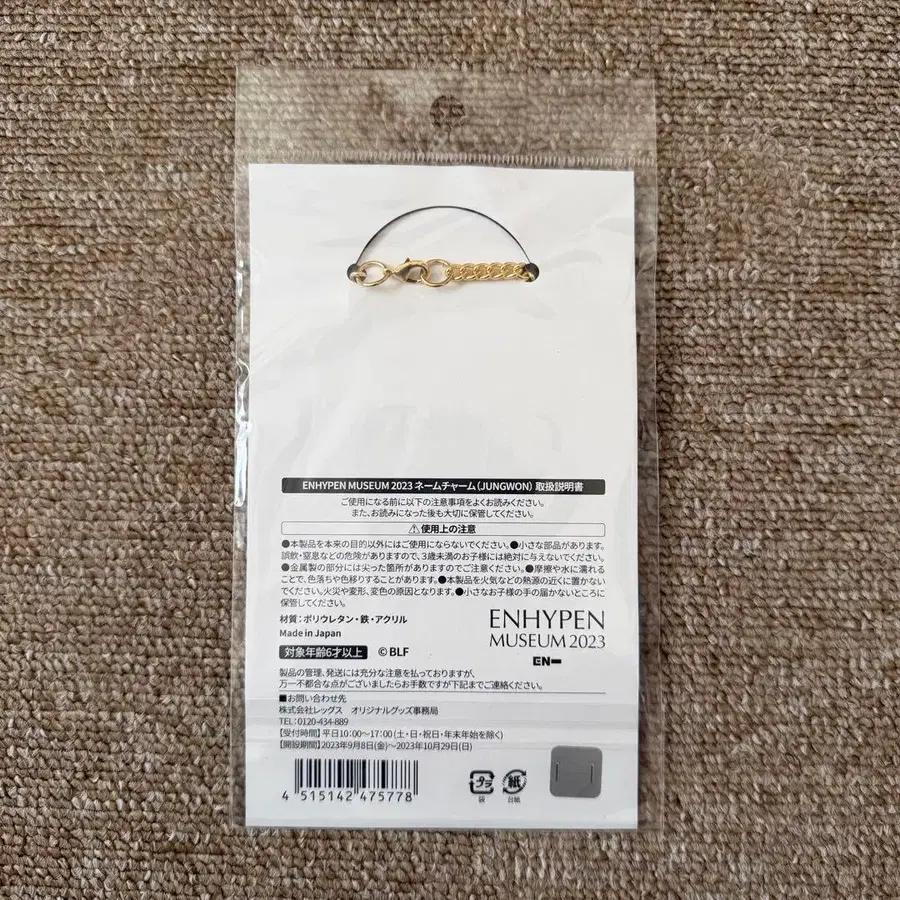 ENHYPEN MUSEUM 2023 ネームチャーム(JUNGWON) 取扱説明書
ご使用になる前に以下の注意事項をよくお読みください。
また、お読みになった後も大切に保管してください。
⚠使用上の注意
●本製品を本来の目的以外にはご使用にならないでください。●小さな部品があります。
誤飲・窒息などの危険がありますので、3歳未満のお子様には絶対に与えないでください。
●金属製の部分には尖った箇所がありますのでご注意ください。●摩擦や水に濡れる
ことで、色落ちや色移りすることがあります。●本製品を火気などの熱源の近くに置かない
でください。火災や変形、変色の原因となります。●小さなお子様の手の届かないところに
保管してください。
材質:ポリウレタン・鉄・アクリル
Made in Japan
対象年齢6才以上 ©BLF
ENHYPEN
MUSEUM 2023
EN-
製品の管理、発送には充分な注意を払っておりますが、
万一不都合な点がございましたらお手数ですが下記までご連絡ください。
■お問い合わせ先
株式会社レッグス オリジナルグッズ事務局
TEL:0120-434-889
【受付時間】平日10:00～17:00(土・日・祝日・年末年始を除く)
【開設期間】2023年9月8日(金)～2023年10月29日(日)
4 515142 475778
プラ
袋
紙
台紙